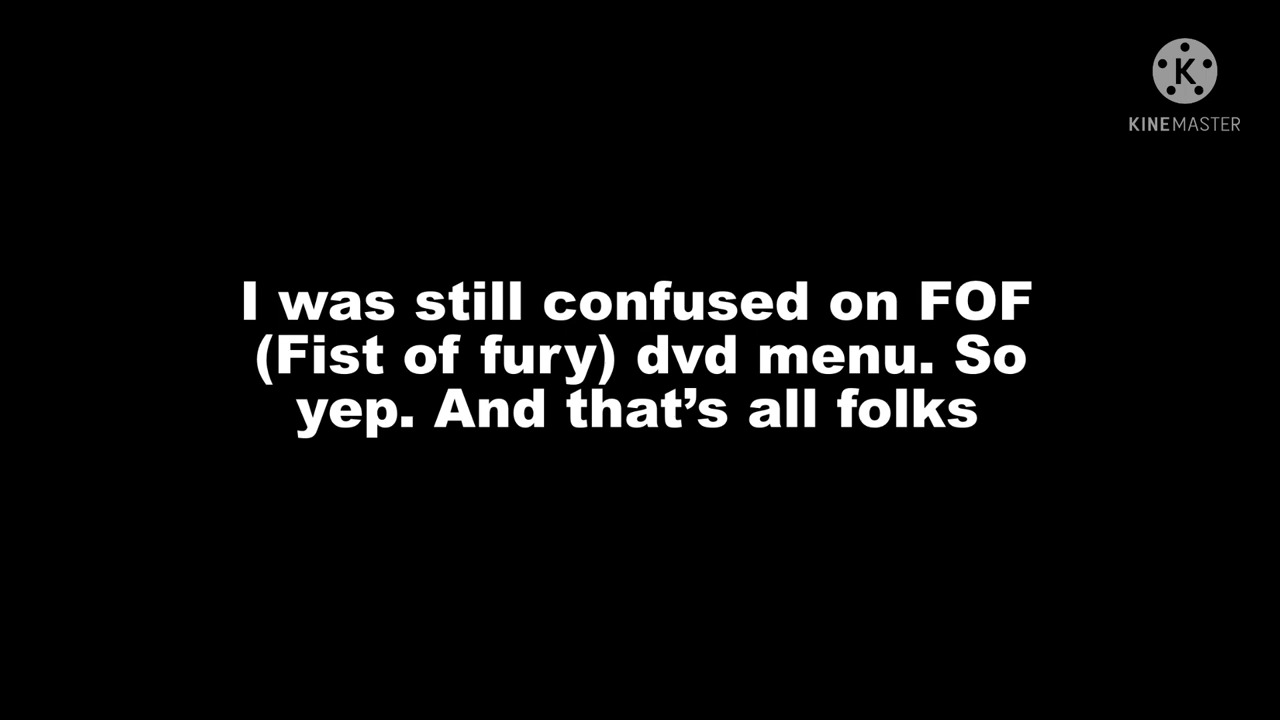 K
KINEMASTER
I was still confused on FOF
(Fist of fury) dvd menu. So
yep. And that’s all folks